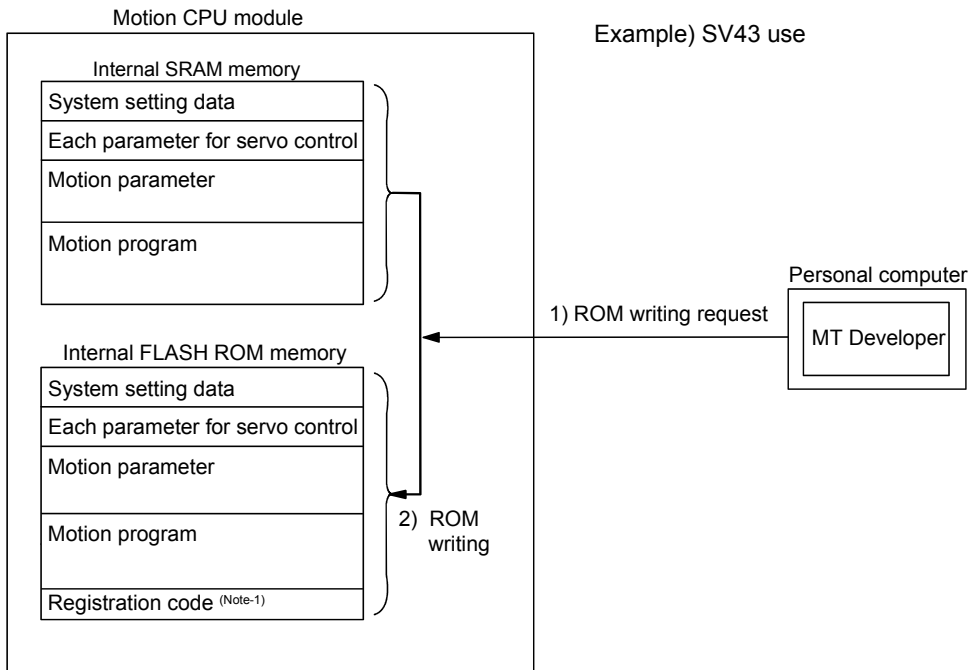 Motion CPU module
Example) SV43 use
Internal SRAM memory
System setting data
Each parameter for servo control
Motion parameter
Motion program
Personal computer
1) ROM writing request
MT Developer
Internal FLASH ROM memory
System setting data
Each parameter for servo control
Motion parameter
Motion program
2) ROM
writing
Registration code (Note-1)